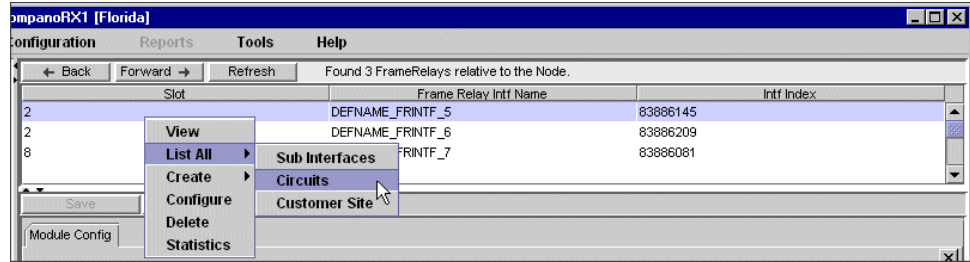 ompanoRX1 [Florida]
onfiguration Reports Tools Help
← Back Forward → Refresh Found 3 FrameRelays relative to the Node.
Slot Frame Relay Intf Name Intf Index
2 DEFNAME_FRINTF_5 83886145
2 DEFNAME_FRINTF_6 83886209
8 FRINTF_7 83886081
View
List All
Sub Interfaces
Create
Circuits
Configure
Customer Site
Save
Delete
Module Config
Statistics